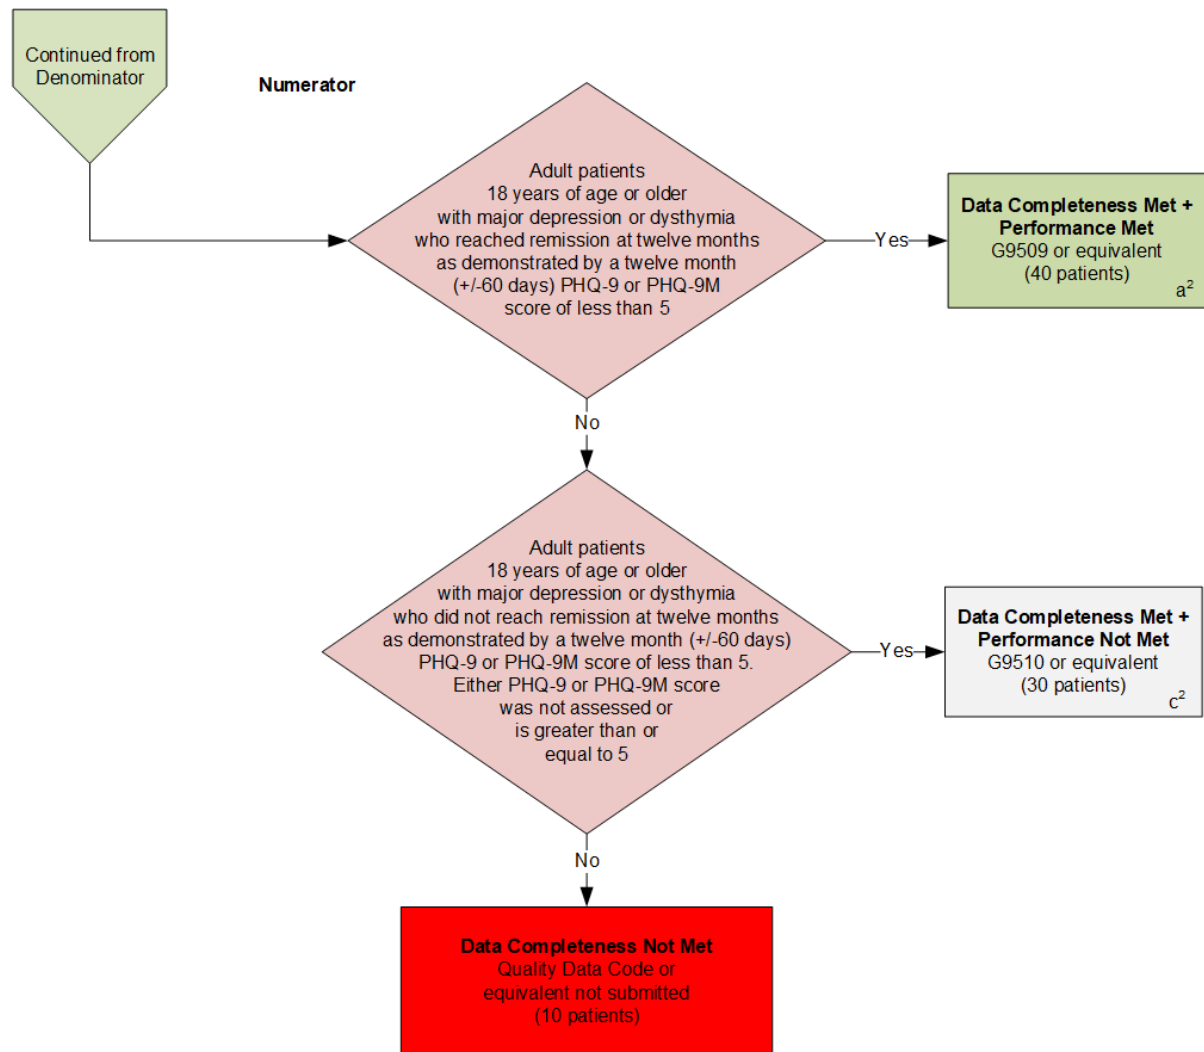 Continued from
Denominator
Numerator
Adult patients
18 years of age or older
with major depression or dysthymia
who reached remission at twelve months
as demonstrated by a twelve month
(+/-60 days) PHQ-9 or PHQ-9M
score of less than 5
Yes
Data Completeness Met +
Performance Met
G9509 or equivalent
(40 patients)
a²
No
Adult patients
18 years of age or older
with major depression or dysthymia
who did not reach remission at twelve months
as demonstrated by a twelve month (+/-60 days)
PHQ-9 or PHQ-9M score of less than 5.
Either PHQ-9 or PHQ-9M score
was not assessed or
is greater than or
equal to 5
Yes
Data Completeness Met +
Performance Not Met
G9510 or equivalent
(30 patients)
c²
No
Data Completeness Not Met
Quality Data Code or
equivalent not submitted
(10 patients)